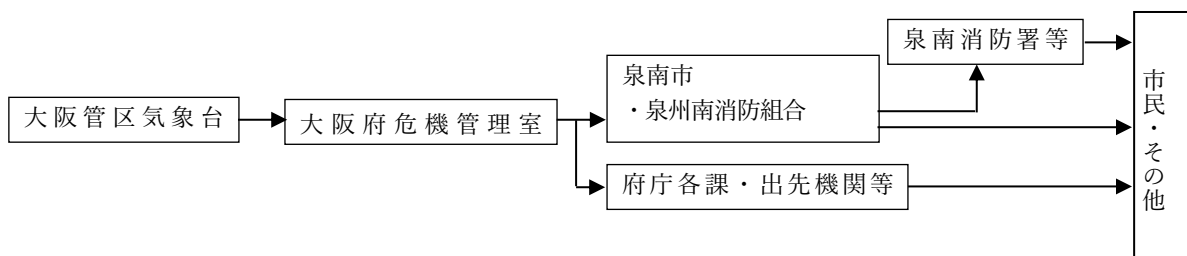 大阪管区気象台
大阪府危機管理室
泉南市
・泉州南消防組合
泉南消防署等
府庁各課・出先機関等
市民・その他